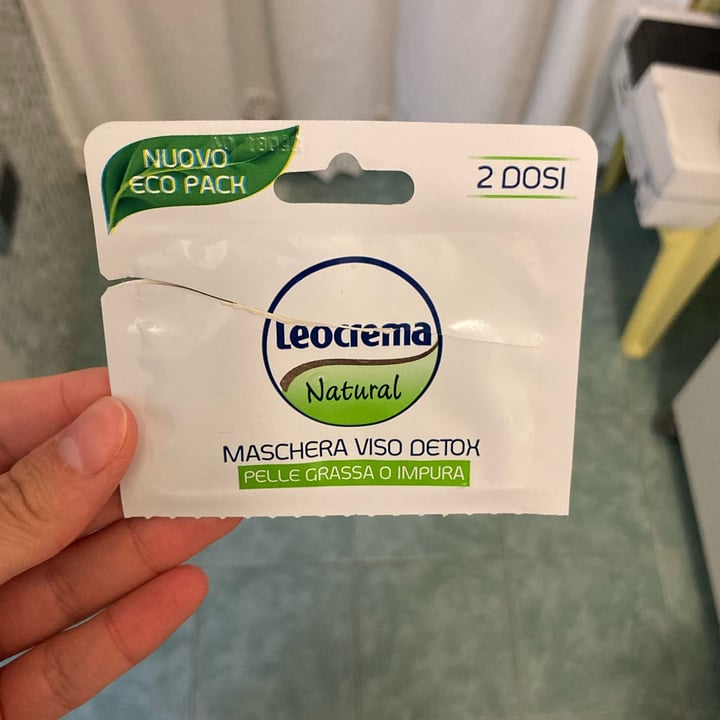 NUOVO
ECO PACK
2 DOSI
Leocrema
Natural
MASCHERA VISO DETOX
PELLE GRASSA O IMPURA